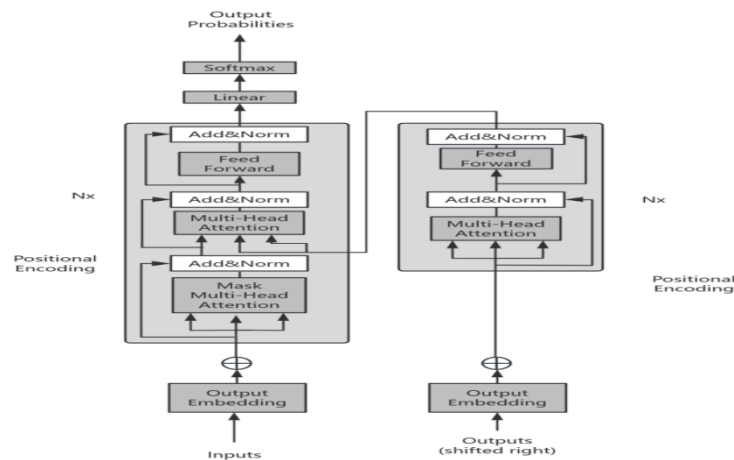 Output
Probabilities
Softmax
Linear
Add&Norm
Feed
Forward
Nx
Add&Norm
Multi-Head
Attention
Positional
Encoding
Add&Norm
Mask
Multi-Head
Attention
Output
Embedding
Inputs
Add&Norm
Feed
Forward
Add&Norm
Nx
Multi-Head
Attention
Positional
Encoding
Output
Embedding
Outputs
(shifted right)